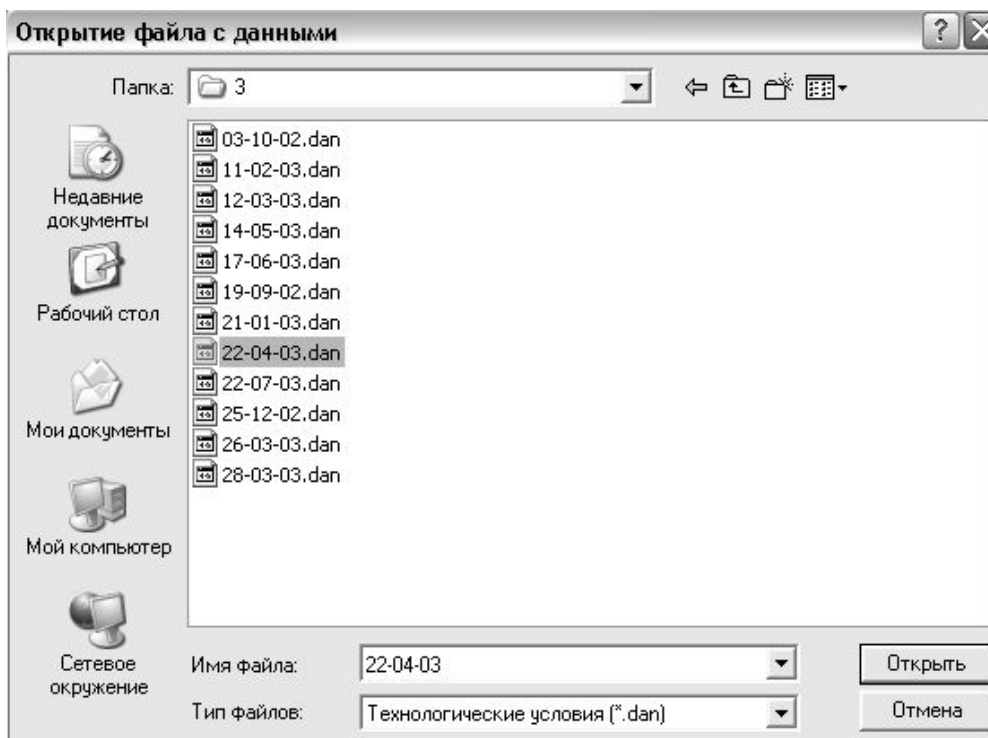 Открытие файла с данными
Папка: 3
03-10-02.dan
11-02-03.dan
12-03-03.dan
14-05-03.dan
17-06-03.dan
19-09-02.dan
21-01-03.dan
22-04-03.dan
22-07-03.dan
25-12-02.dan
26-03-03.dan
28-03-03.dan
Недавние
документы
Рабочий стол
Мои документы
Мой компьютер
Сетевое
окружение
Имя файла: 22-04-03 Открыть
Тип файлов: Технологические условия (*.dan) Отмена